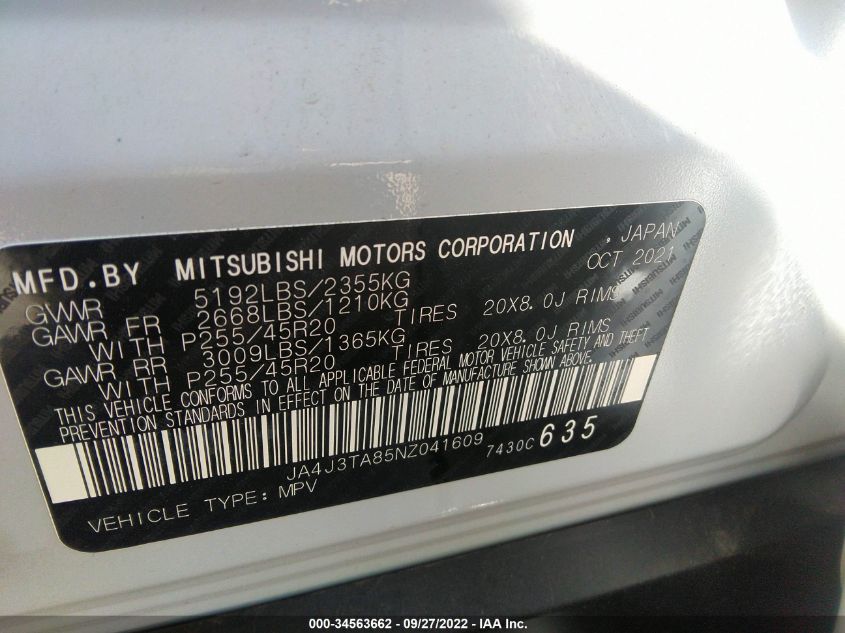 MFD.BY MITSUBISHI MOTORS CORPORATION , JAPAN
GVWR 5192LBS/2355KG OCT 2021
GAWR FR 2668LBS/1210KG
WITH P255/45R20 TIRES 20X8.0J RIMS
GAWR RR 3009LBS/1365KG
WITH P255/45R20 TIRES 20X8.0J RIMS
THIS VEHICLE CONFORMS TO ALL APPLICABLE FEDERAL MOTOR VEHICLE SAFETY AND THEFT
PREVENTION STANDARDS IN EFFECT ON THE DATE OF MANUFACTURE SHOWN ABOVE.
JA4J3TA85NZ041609 7430C 635
VEHICLE TYPE: MPV
000-34563662 - 09/27/2022 - IAA Inc.